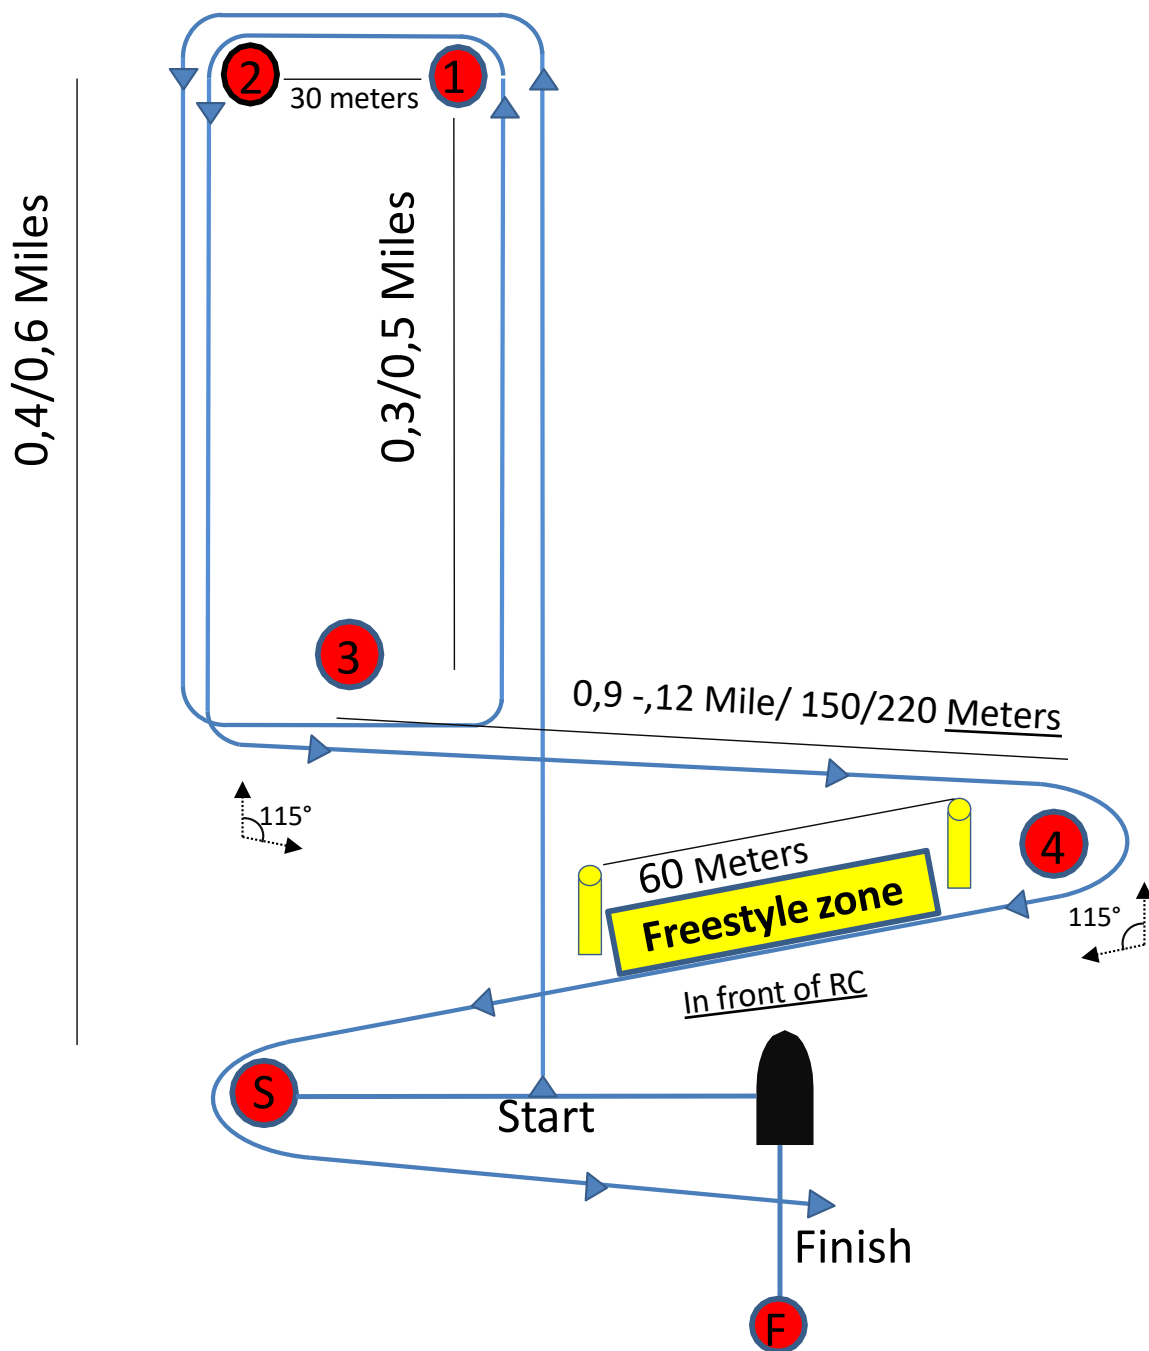 2
1
30 meters
0,4/0,6 Miles
0,3/0,5 Miles
3
0,9 -,12 Mile/ 150/220 Meters
115°
4
60 Meters
Freestyle zone
115°
In front of RC
S
Start
Finish
F